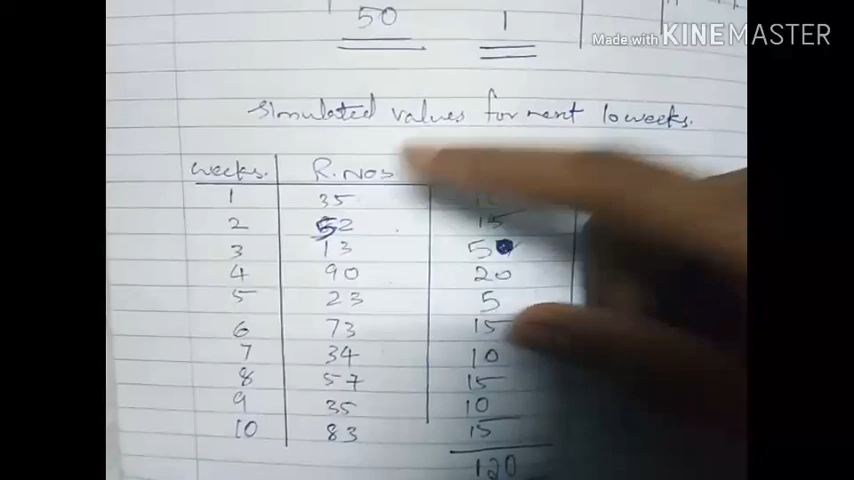 50 1
Made with KINEMASTER
Simulated values for next 10 weeks.
weeks. R.Nos
1 35
2 52 15
3 13 5
4 90 20
5 23 5
6 73 15
7 34 10
8 57 15
9 35 10
10 83 15
120